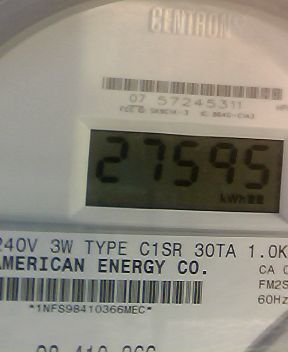 CENTRON
07 57245311
27595
kWh
240V 3W TYPE C1SR 30TA 1.0K
AMERICAN ENERGY CO.
CA 0
FM2S
*1NFS98410366MEC*
60Hz